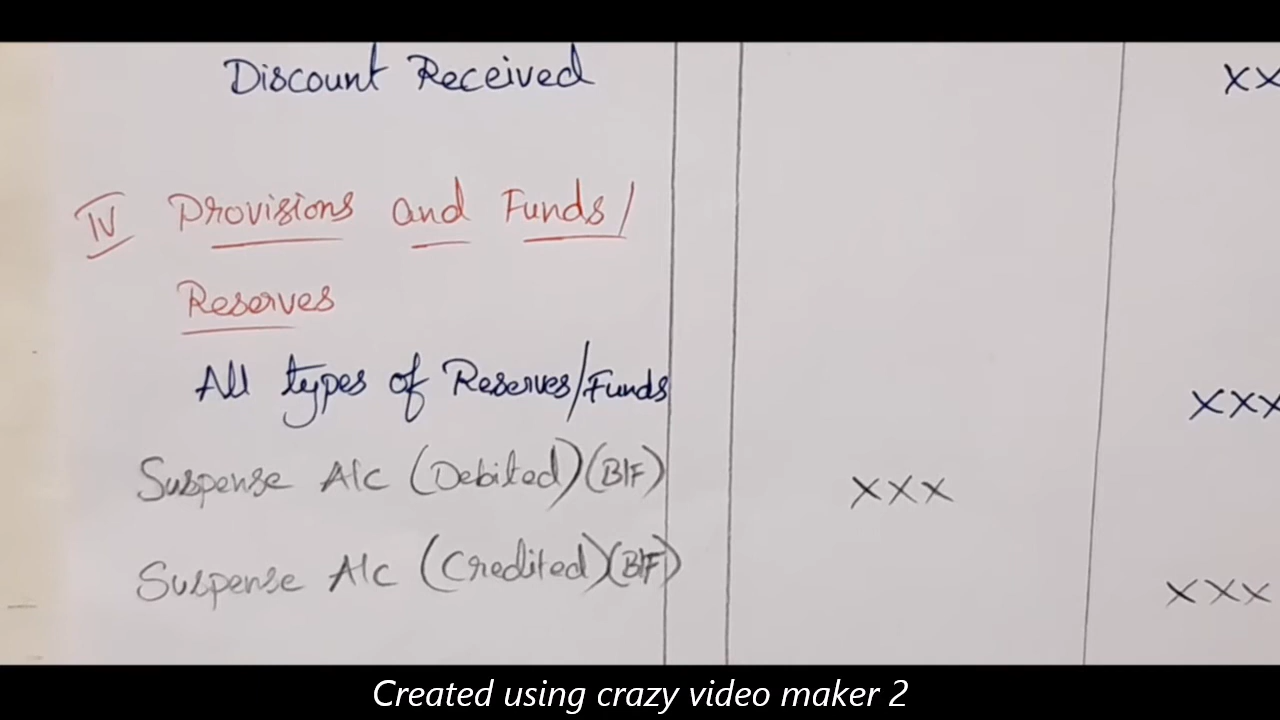 Discount Received XX
IV Provisions and Funds/
Reserves
All types of Reserves/Funds XXX
Suspense A/c (Debited)(B/F) XXX
Suspense A/c (Credited)(B/F) XXX
Created using crazy video maker 2